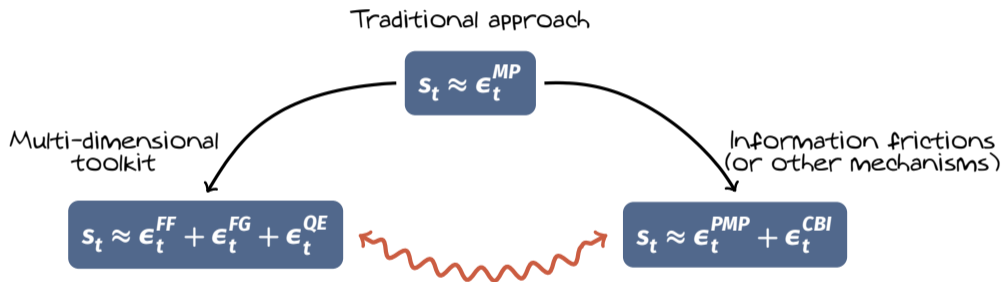 Traditional approach
s_t ≈ ϵ_t^{MP}
Multi-dimensional
toolkit
Information frictions
(or other mechanisms)
s_t ≈ ϵ_t^{FF} + ϵ_t^{FG} + ϵ_t^{QE}
s_t ≈ ϵ_t^{PMP} + ϵ_t^{CBI}